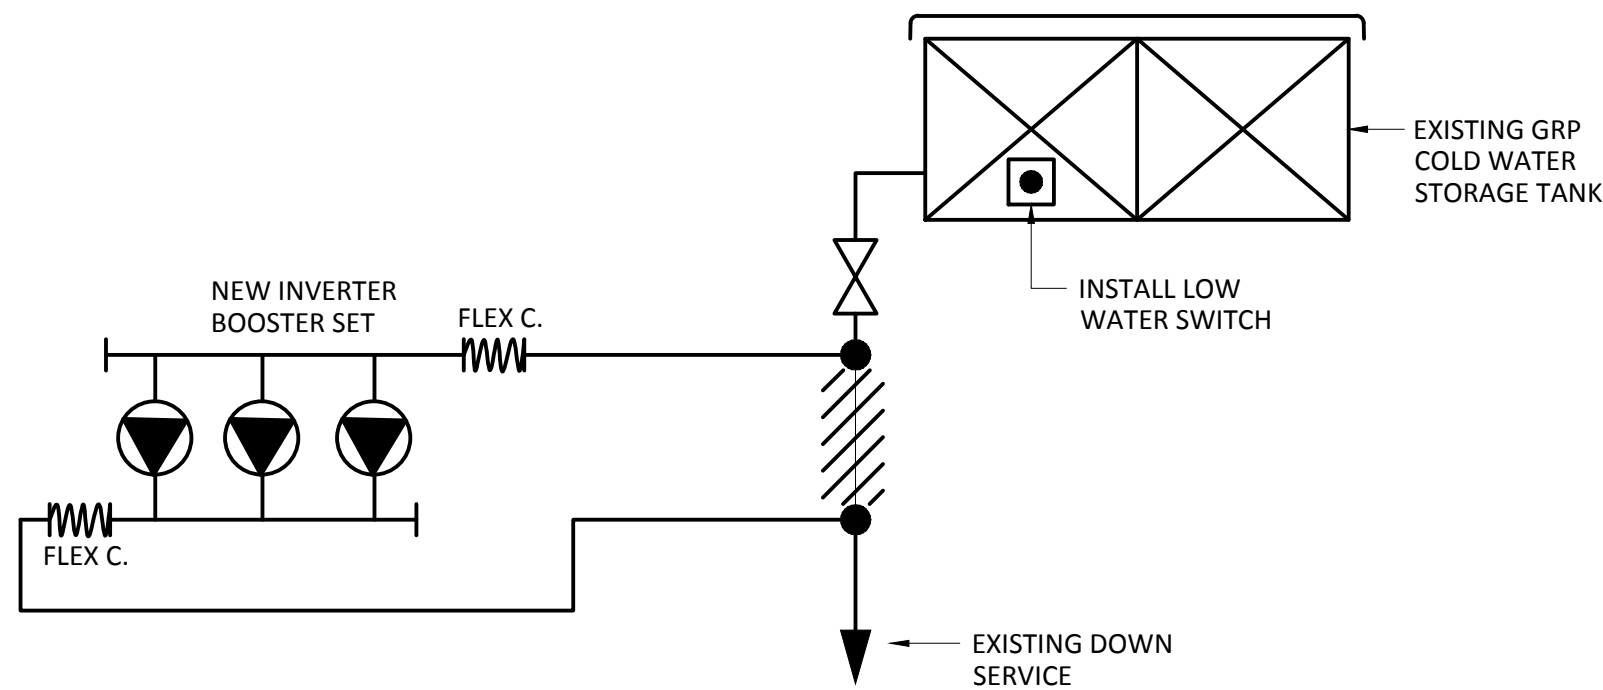 EXISTING GRP
COLD WATER
STORAGE TANK
NEW INVERTER
BOOSTER SET
FLEX C.
INSTALL LOW
WATER SWITCH
FLEX C.
EXISTING DOWN
SERVICE